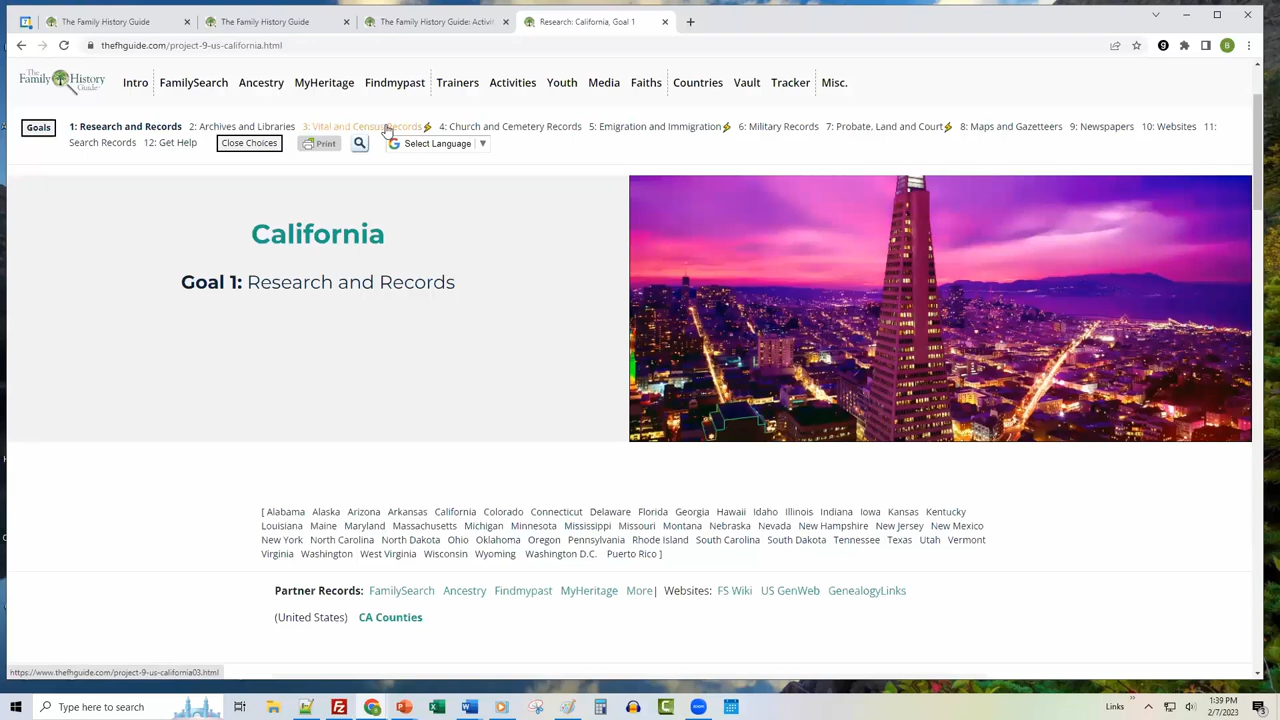 The Family History Guide
The Family History Guide
The Family History Guide: Activit
Research: California, Goal 1
thefhguide.com/project-9-us-california.html
The Family History Guide
Intro FamilySearch Ancestry MyHeritage Findmypast Trainers Activities Youth Media Faiths Countries Vault Tracker Misc.
Goals 1: Research and Records 2: Archives and Libraries 3: Vital and Census Records 4: Church and Cemetery Records 5: Emigration and Immigration 6: Military Records 7: Probate, Land and Court 8: Maps and Gazetteers 9: Newspapers 10: Websites 11:
Search Records 12: Get Help Close Choices Print Select Language ▼
California
Goal 1: Research and Records
[ Alabama Alaska Arizona Arkansas California Colorado Connecticut Delaware Florida Georgia Hawaii Idaho Illinois Indiana Iowa Kansas Kentucky
Louisiana Maine Maryland Massachusetts Michigan Minnesota Mississippi Missouri Montana Nebraska Nevada New Hampshire New Jersey New Mexico
New York North Carolina North Dakota Ohio Oklahoma Oregon Pennsylvania Rhode Island South Carolina South Dakota Tennessee Texas Utah Vermont
Virginia Washington West Virginia Wisconsin Wyoming Washington D.C. Puerto Rico ]
Partner Records: FamilySearch Ancestry Findmypast MyHeritage More| Websites: FS Wiki US GenWeb GenealogyLinks
(United States) CA Counties
https://www.thefhguide.com/project-9-us-california03.html
Type here to search
Links
1:39 PM
2/7/2023